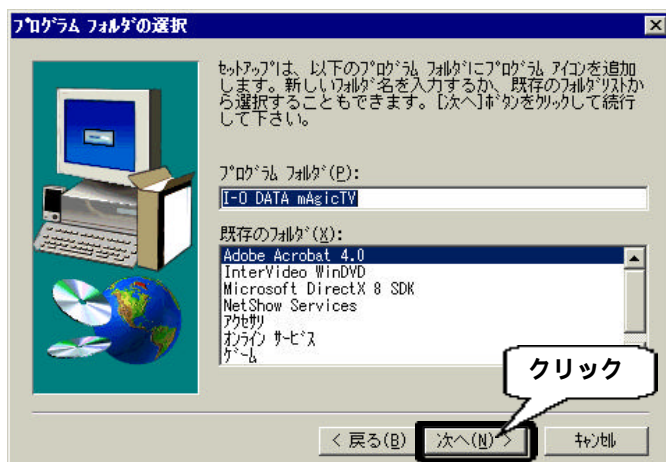 ﾌﾟﾛｸﾞﾗﾑ ﾌｫﾙﾀﾞの選択
ｾｯﾄｱｯﾌﾟは、以下のﾌﾟﾛｸﾞﾗﾑ ﾌｫﾙﾀﾞにﾌﾟﾛｸﾞﾗﾑ ｱｲｺﾝを追加
します。新しいﾌｫﾙﾀﾞ名を入力するか、既存のﾌｫﾙﾀﾞﾘｽﾄか
ら選択することもできます。[次へ]ﾎﾞﾀﾝをｸﾘｯｸして続行
して下さい。
ﾌﾟﾛｸﾞﾗﾑ ﾌｫﾙﾀﾞ(P):
I-O DATA mAgicTV
既存のﾌｫﾙﾀﾞ(X):
Adobe Acrobat 4.0
InterVideo WinDVD
Microsoft DirectX 8 SDK
NetShow Services
ｱｸｾｻﾘ
ｵﾝﾗｲﾝ ｻｰﾋﾞｽ
ｹﾞｰﾑ
クリック
< 戻る(B) 次へ(N) > ｷｬﾝｾﾙ